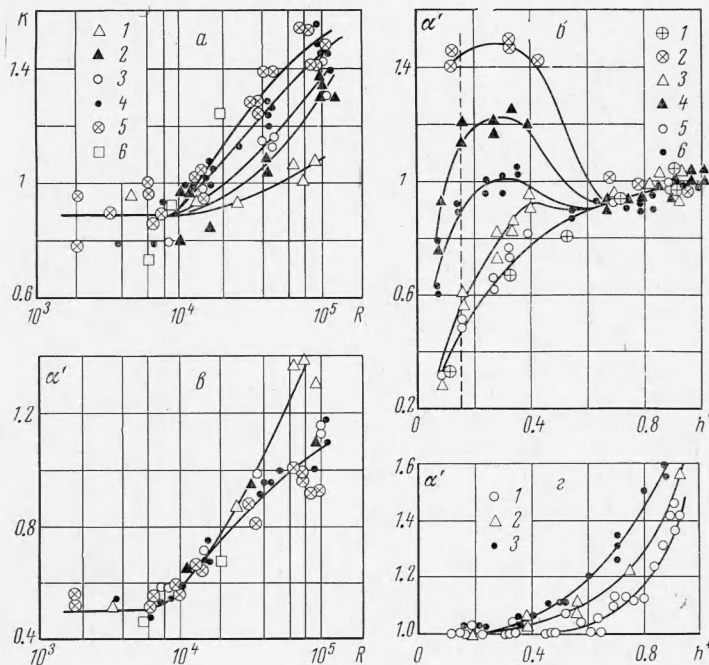 K
а
△ 1
▲ 2
○ 3
• 4
⊗ 5
□ 6
1.4
1
0.6
10³ 10⁴ 10⁵ R
α′
б
⊕ 1
⊗ 2
△ 3
▲ 4
○ 5
• 6
1.4
1
0.6
0.2
0 0.4 0.8 h*
α′
в
1.2
0.8
0.4
10³ 10⁴ 10⁵ R
α′
г
○ 1
△ 2
• 3
1.6
1.4
1.2
1.0
0 0.4 0.8 h*